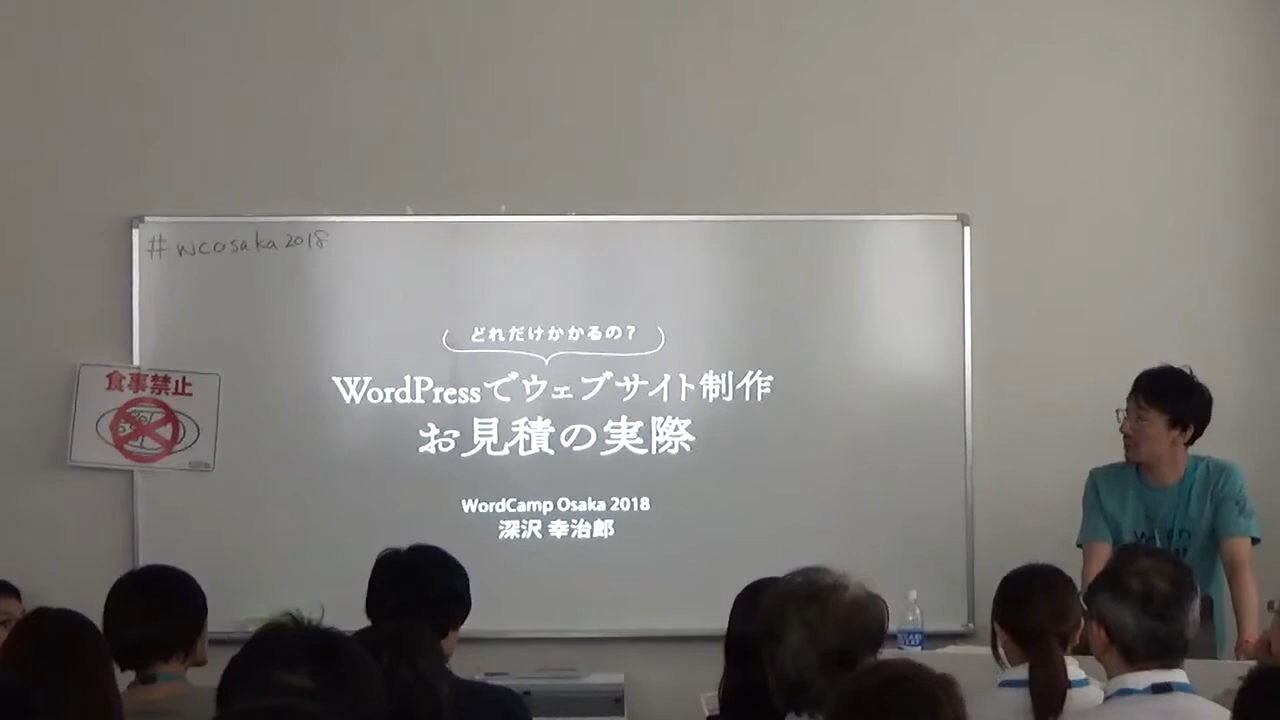 #wcosaka2018
どれだけかかるの?
WordPressでウェブサイト制作
お見積の実際
WordCamp Osaka 2018
深沢 幸治郎
食事禁止